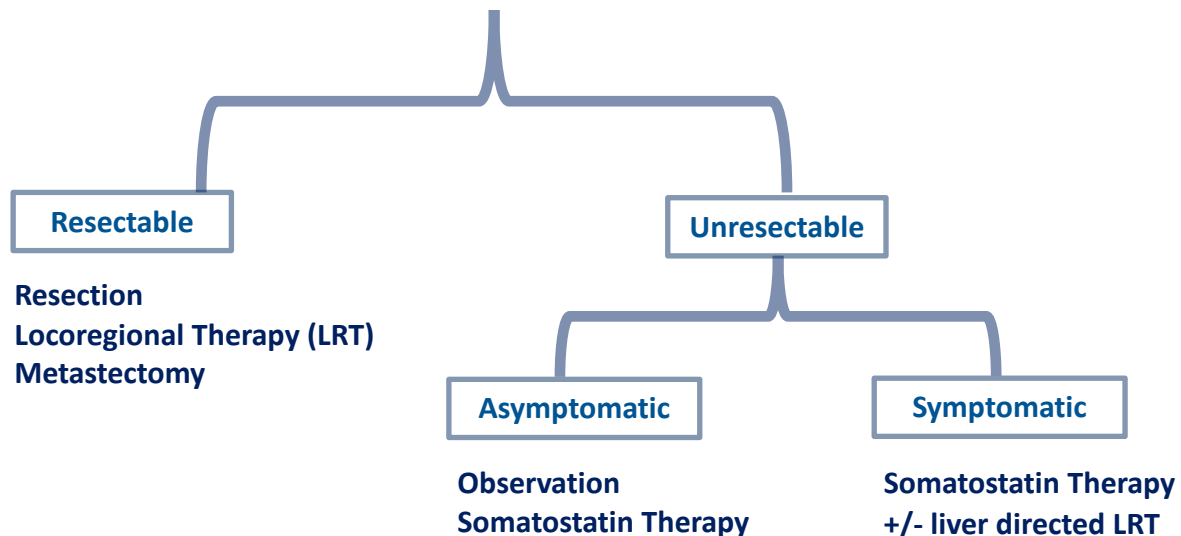 Resectable
Unresectable
Resection
Locoregional Therapy (LRT)
Metastectomy
Asymptomatic
Symptomatic
Observation
Somatostatin Therapy
Somatostatin Therapy
+/- liver directed LRT